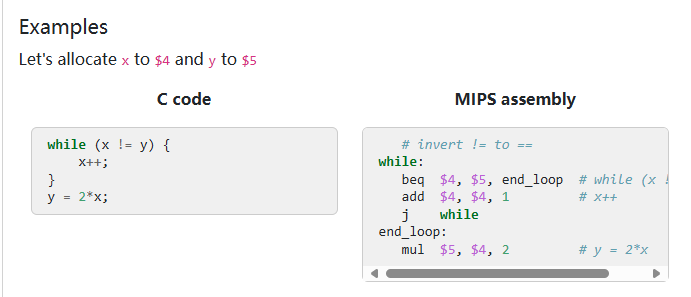 Examples
Let's allocate x to $4 and y to $5
C code
while (x != y) {
    x++;
}
y = 2*x;
MIPS assembly
   # invert != to ==
while:
   beq  $4, $5, end_loop  # while (x !
   add  $4, $4, 1         # x++
   j    while
end_loop:
   mul  $5, $4, 2         # y = 2*x